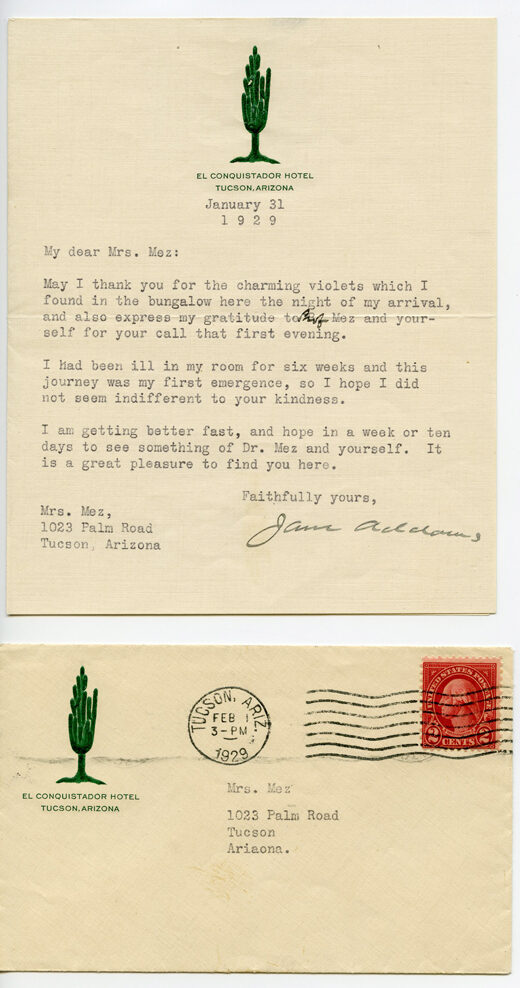 EL CONQUISTADOR HOTEL
TUCSON, ARIZONA
January 31
1 9 2 9
My dear Mrs. Mez:
May I thank you for the charming violets which I
found in the bungalow here the night of my arrival,
and also express my gratitude to Mez and your-
self for your call that first evening.
I had been ill in my room for six weeks and this
journey was my first emergence, so I hope I did
not seem indifferent to your kindness.
I am getting better fast, and hope in a week or ten
days to see something of Dr. Mez and yourself. It
is a great pleasure to find you here.
Faithfully yours,
Jane Addams
Mrs. Mez,
1023 Palm Road
Tucson, Arizona
EL CONQUISTADOR HOTEL
TUCSON, ARIZONA
TUCSON, ARIZ.
FEB 1
3-PM
1929
UNITED STATES POSTAGE
2 CENTS 2
Mrs. Mez
1023 Palm Road
Tucson
Ariaona.